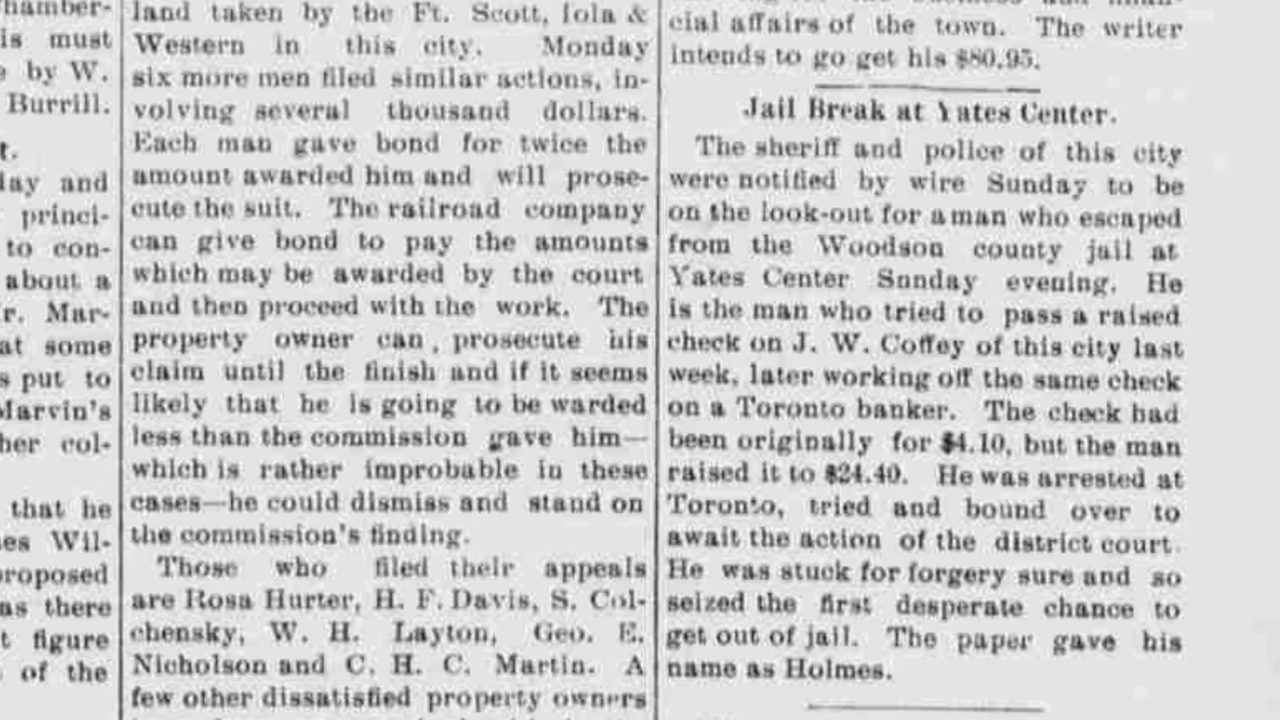 hamber-
is must
by W.
Burrill.
t.
lay and
princi-
to con-
about a
r. Mar-
at some
s put to
Marvin's
her col-
that he
es Wil-
proposed
as there
t figure
of the
land taken by the Ft. Scott, Iola &
Western in this city. Monday
six more men filed similar actions, in-
volving several thousand dollars.
Each man gave bond for twice the
amount awarded him and will prose-
cute the suit. The railroad company
can give bond to pay the amounts
which may be awarded by the court
and then proceed with the work. The
property owner can, prosecute his
claim until the finish and if it seems
likely that he is going to be warded
less than the commission gave him—
which is rather improbable in these
cases—he could dismiss and stand on
the commission's finding.
Those who filed their appeals
are Rosa Hurter, H. F. Davis, S. Col-
chensky, W. H. Layton, Geo. E.
Nicholson and C. H. C. Martin. A
few other dissatisfied property owners
cial affairs of the town. The writer
intends to go get his $80.95.
Jail Break at Yates Center.
The sheriff and police of this city
were notified by wire Sunday to be
on the look-out for a man who escaped
from the Woodson county jail at
Yates Center Snnday evening. He
is the man who tried to pass a raised
check on J. W. Coffey of this city last
week, later working off the same check
on a Toronto banker. The check had
been originally for $4.10, but the man
raised it to $24.40. He was arrested at
Toronto, tried and bound over to
await the action of the district court.
He was stuck for forgery sure and so
seized the first desperate chance to
get out of jail. The paper gave his
name as Holmes.